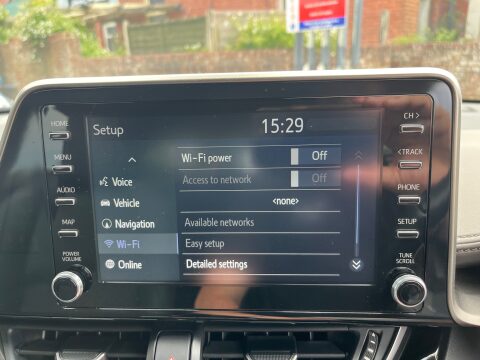 Setup
15:29
HOME
MENU
AUDIO
MAP
POWER
VOLUME
Voice
Vehicle
Navigation
Wi-Fi
Online
Wi-Fi power
Off
Access to network
Off
<none>
Available networks
Easy setup
Detailed settings
CH >
< TRACK
PHONE
SETUP
TUNE
SCROLL